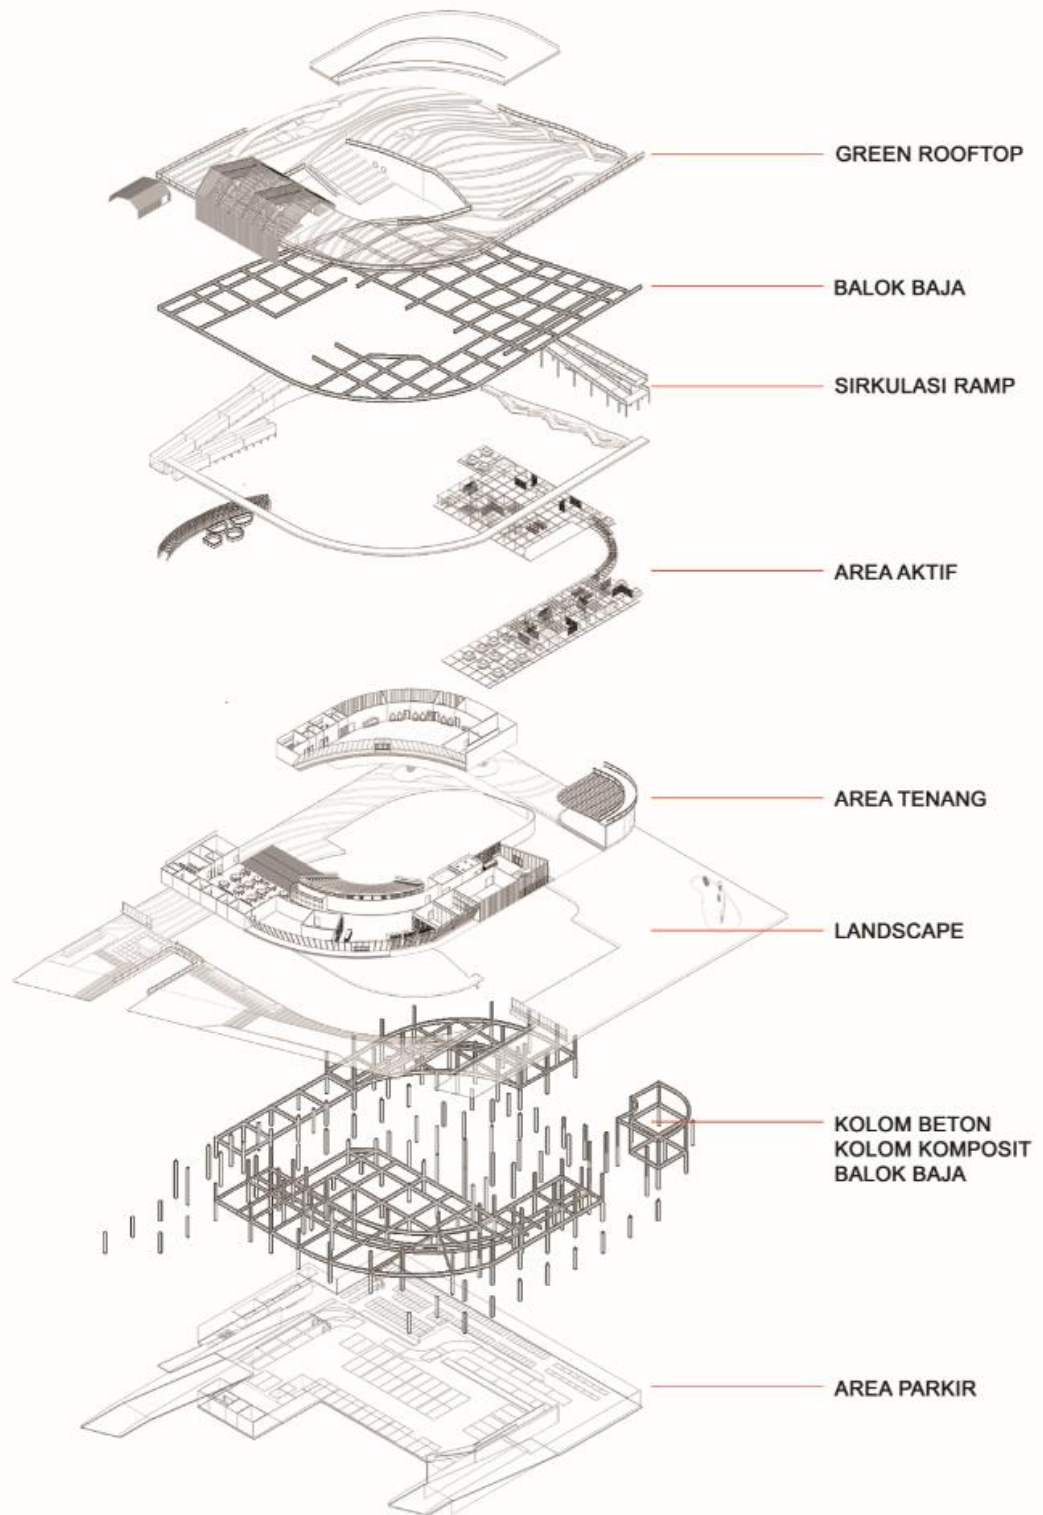 GREEN ROOFTOP
BALOK BAJA
SIRKULASI RAMP
AREA AKTIF
AREA TENANG
LANDSCAPE
KOLOM BETON
KOLOM KOMPOSIT
BALOK BAJA
AREA PARKIR